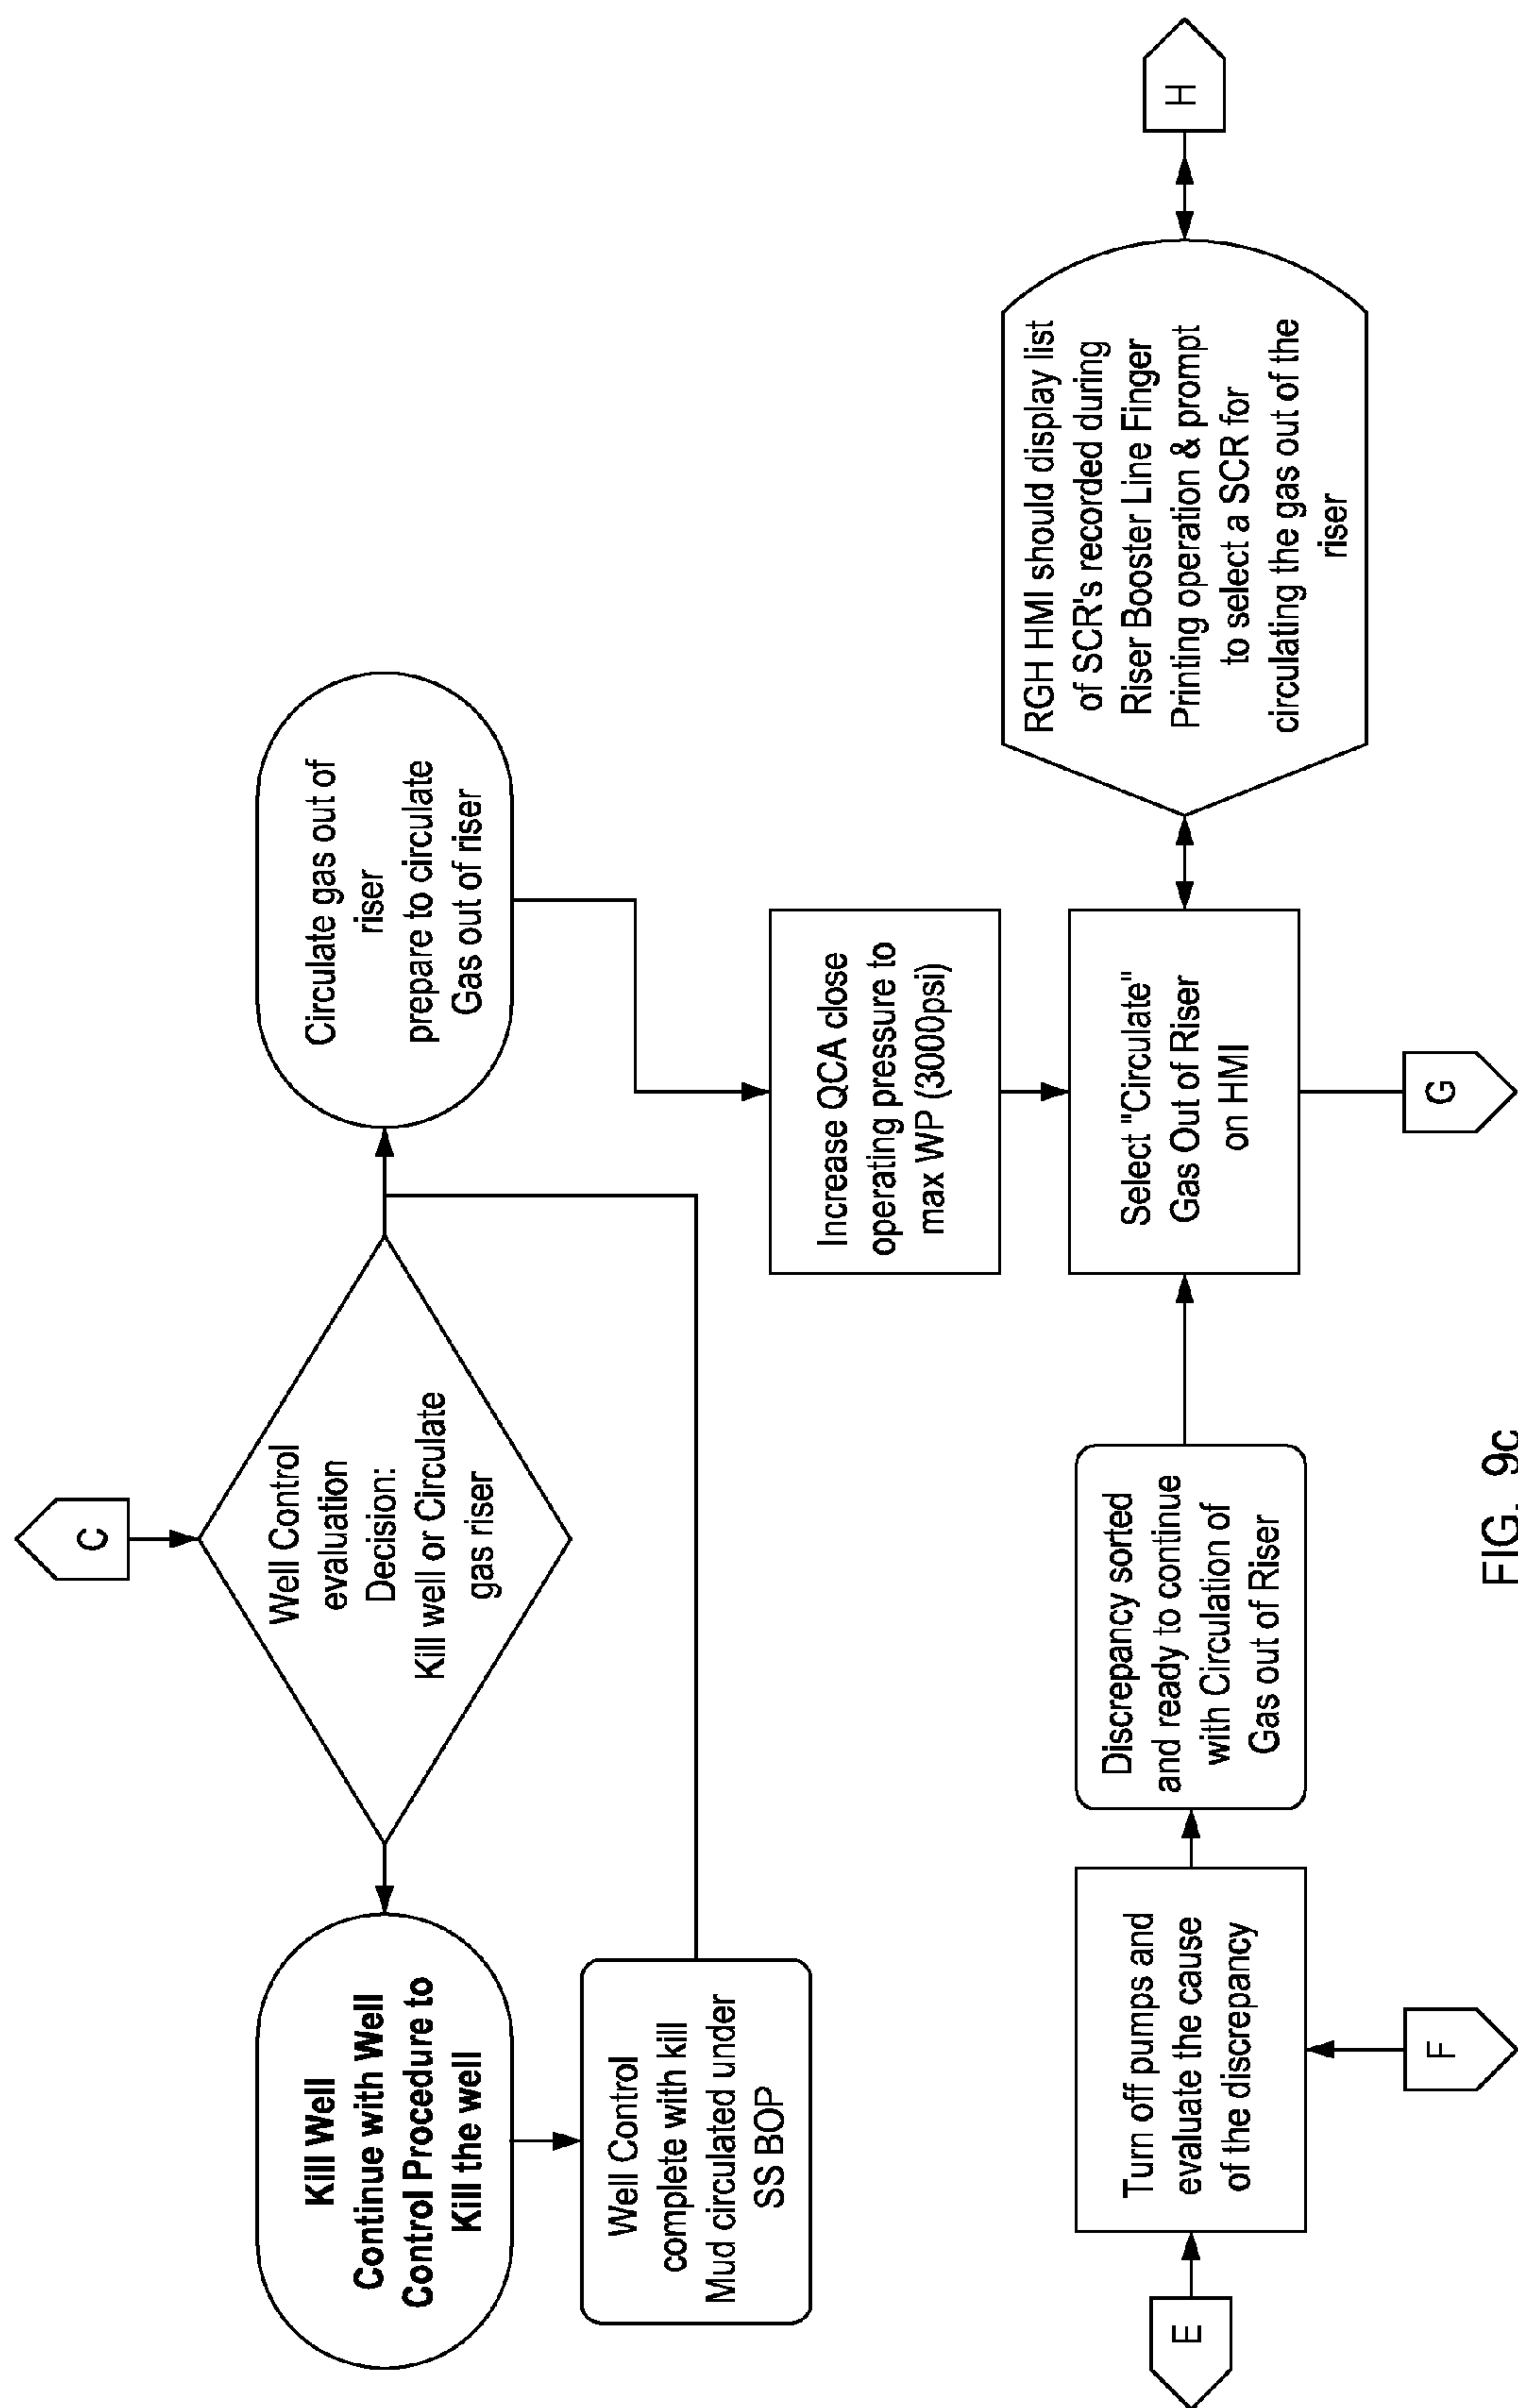 C
Well Control
evaluation
Decision:
Kill well or Circulate
gas riser
Kill Well
Continue with Well
Control Procedure to
Kill the well
Circulate gas out of
riser
prepare to circulate
Gas out of riser
Well Control
complete with kill
Mud circulated under
SS BOP
Increase QCA close
operating pressure to
max WP (3000psi)
E
Turn off pumps and
evaluate the cause
of the discrepancy
Discrepancy sorted
and ready to continue
with Circulation of
Gas out of Riser
Select "Circulate"
Gas Out of Riser
on HMI
RGH HMI should display list
of SCR's recorded during
Riser Booster Line Finger
Printing operation & prompt
to select a SCR for
circulating the gas out of the
riser
H
F
G
FIG. 9c